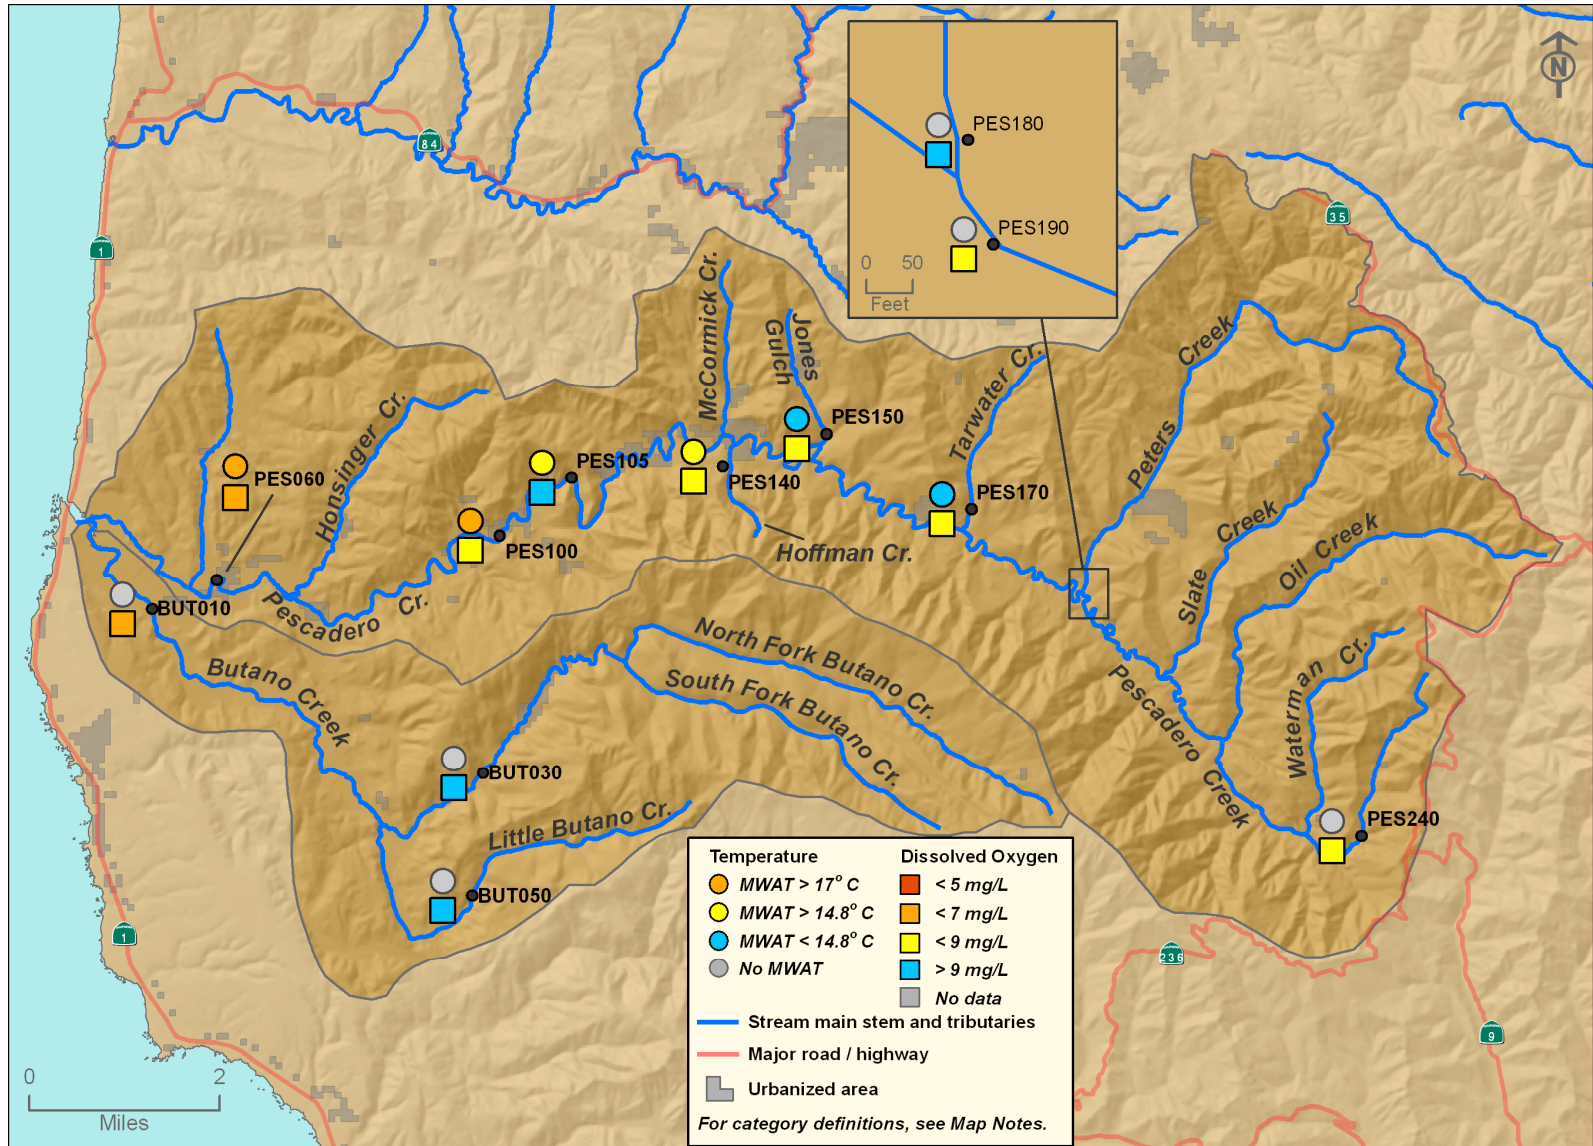 N
PES180
PES190
0 50
Feet
84
35
1
McCormick Cr.
Jones
Gulch
Tarwater Cr.
Peters Creek
Honsinger Cr.
PES060
PES105
PES150
PES140
PES170
PES100
Hoffman Cr.
Slate Creek
Oil Creek
BUT010
Pescadero Cr.
Butano Creek
North Fork Butano Cr.
South Fork Butano Cr.
Pescadero Creek
Waterman Cr.
BUT030
Little Butano Cr.
BUT050
PES240
1
236
9
Temperature
MWAT > 17° C
MWAT > 14.8° C
MWAT < 14.8° C
No MWAT
Dissolved Oxygen
< 5 mg/L
< 7 mg/L
< 9 mg/L
> 9 mg/L
No data
Stream main stem and tributaries
Major road / highway
Urbanized area
For category definitions, see Map Notes.
0 2
Miles